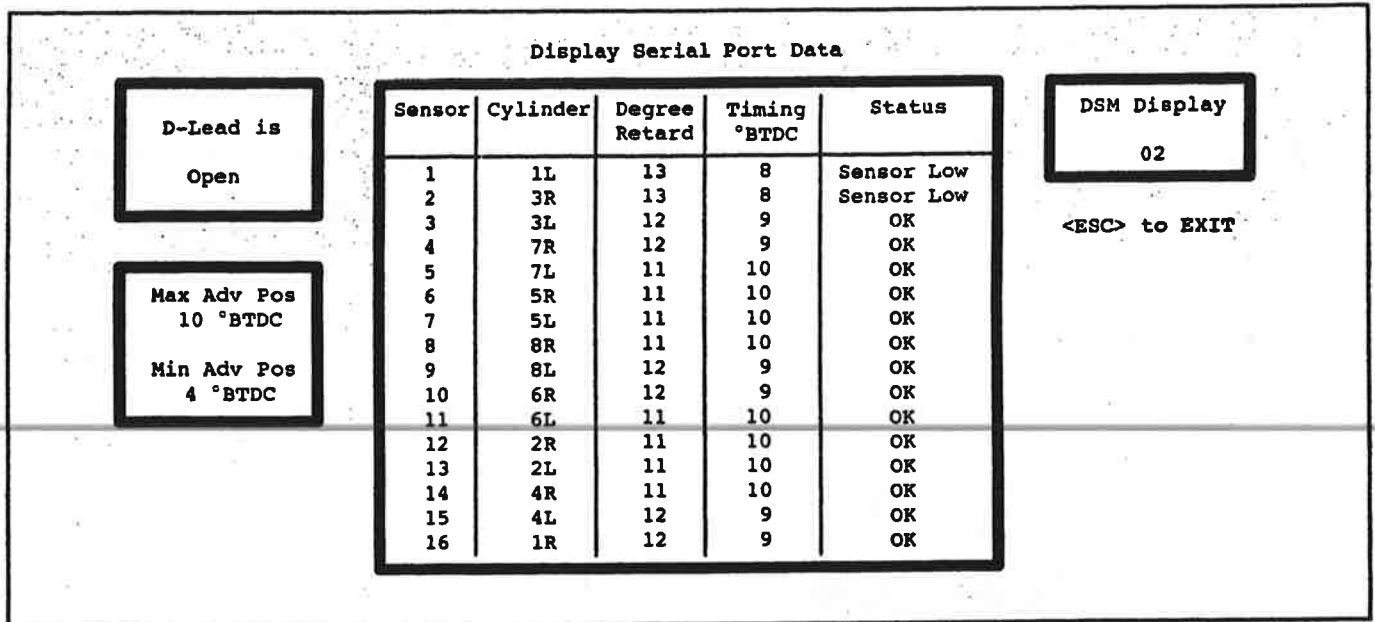 Display Serial Port Data
D-Lead is
Open
Max Adv Pos
10 °BTDC
Min Adv Pos
4 °BTDC
Sensor Cylinder Degree Retard Timing °BTDC Status
1 1L 13 8 Sensor Low
2 3R 13 8 Sensor Low
3 3L 12 9 OK
4 7R 12 9 OK
5 7L 11 10 OK
6 5R 11 10 OK
7 5L 11 10 OK
8 8R 11 10 OK
9 8L 12 9 OK
10 6R 12 9 OK
11 6L 11 10 OK
12 2R 11 10 OK
13 2L 11 10 OK
14 4R 11 10 OK
15 4L 12 9 OK
16 1R 12 9 OK
DSM Display
02
<ESC> to EXIT